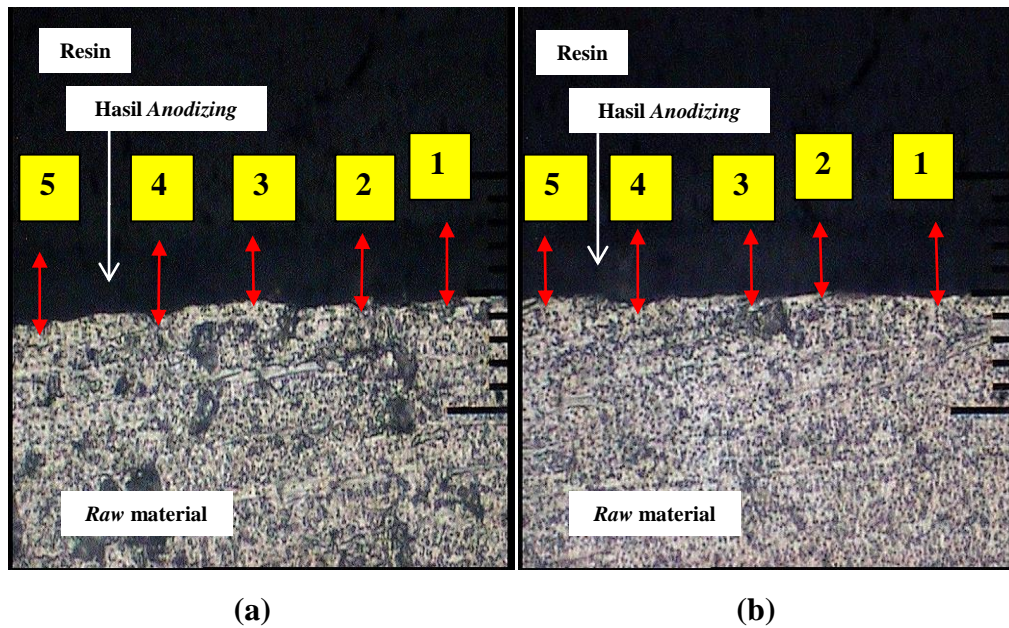 Resin
Hasil Anodizing
5 4 3 2 1
Raw material
(a)
Resin
Hasil Anodizing
5 4 3 2 1
Raw material
(b)